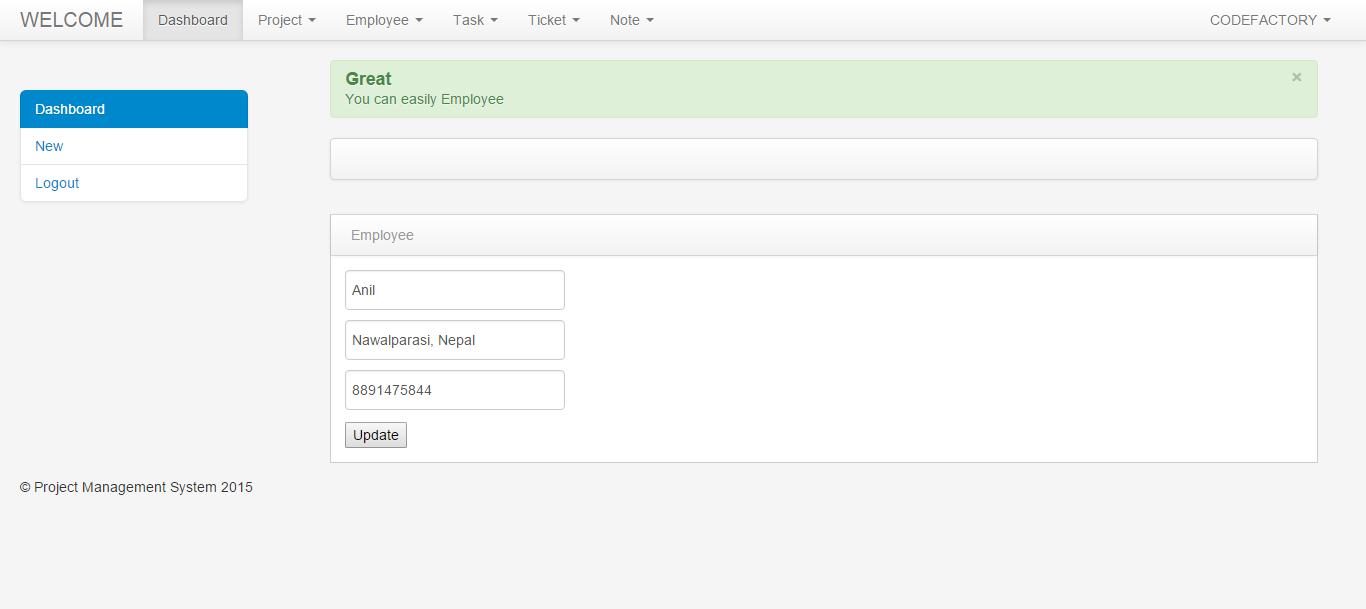 WELCOME Dashboard Project Employee Task Ticket Note CODEFACTORY
Great ×
You can easily Employee
Dashboard
New
Logout
Employee
Anil
Nawalparasi, Nepal
8891475844
Update
© Project Management System 2015